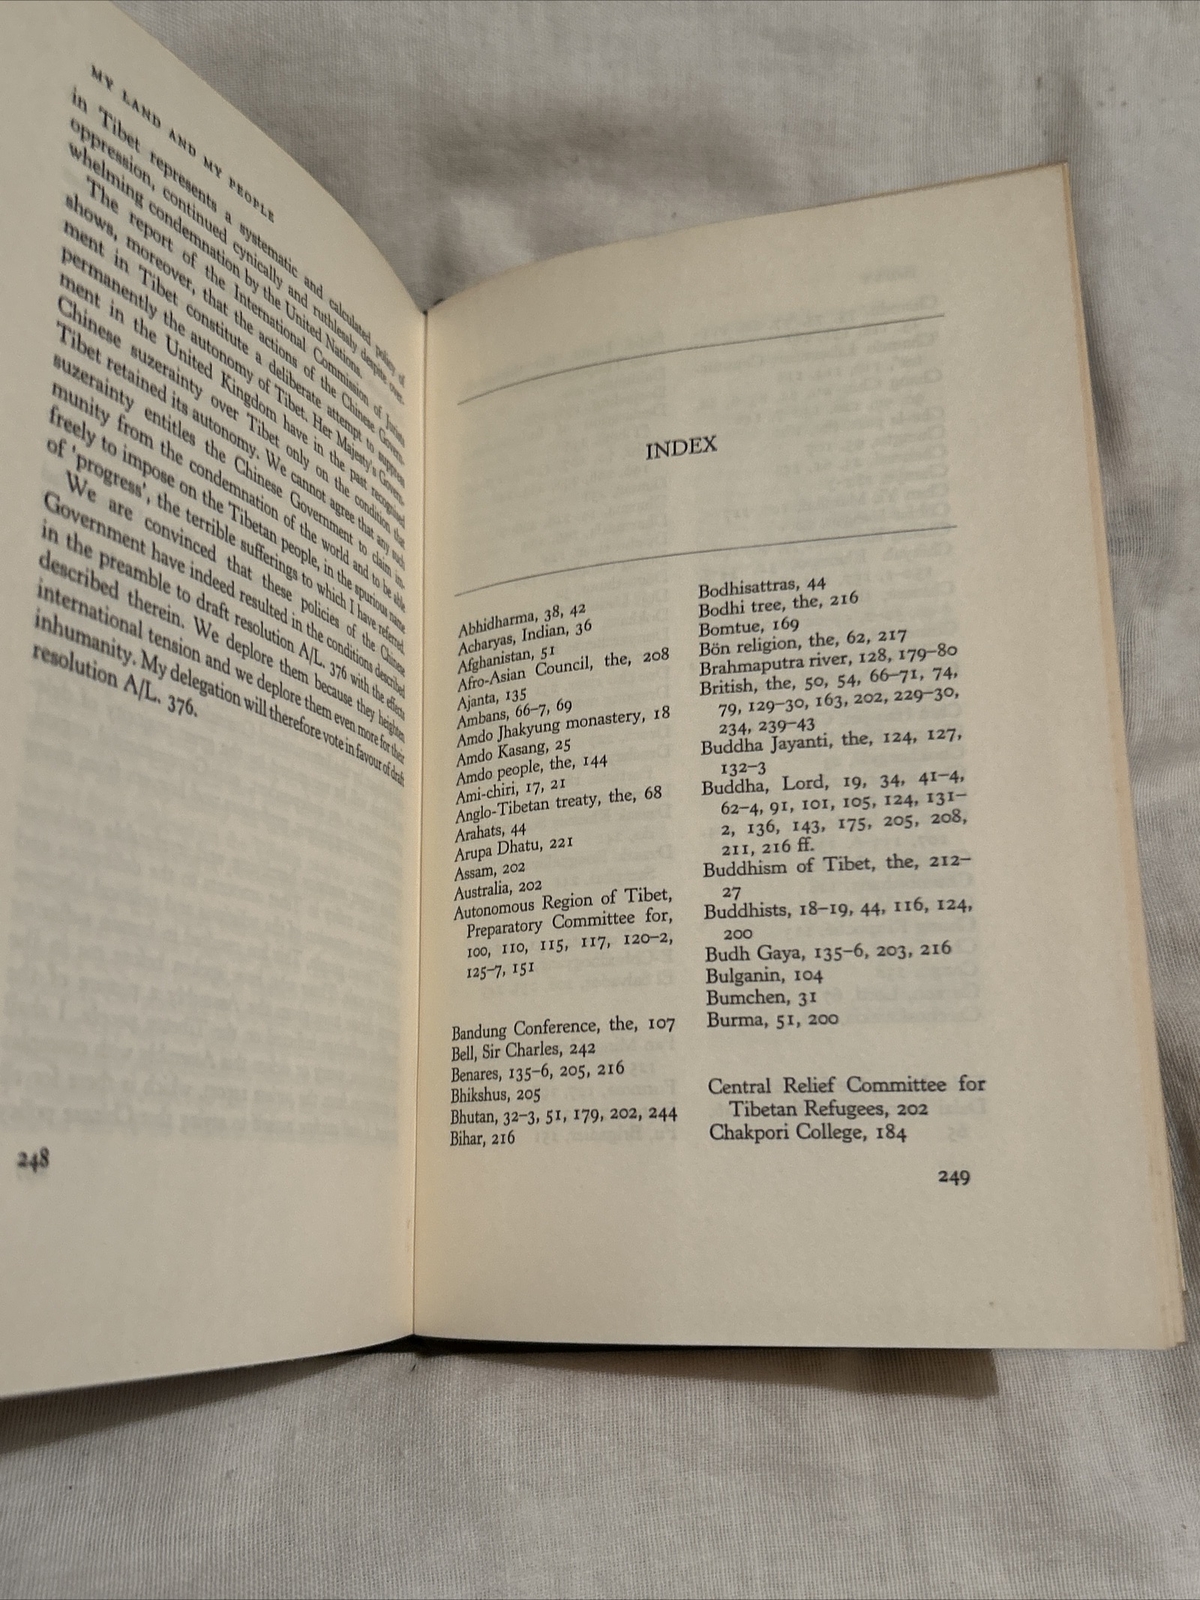 MY LAND AND MY PEOPLE
in Tibet represents a systematic and calculated policy of
oppression, continued cynically and ruthlessly despite over-
whelming condemnation by the United Nations.
The report of the International Commission of Jurists
shows, moreover, that the actions of the Chinese Govern-
ment in Tibet constitute a deliberate attempt to suppress
permanently the autonomy of Tibet. Her Majesty's Govern-
ment in the United Kingdom have in the past recognised
Chinese suzerainty over Tibet only on the condition that
Tibet retained its autonomy. We cannot agree that any such
suzerainty entitles the Chinese Government to claim im-
munity from the condemnation of the world and to be able
freely to impose on the Tibetan people, in the spurious name
of 'progress', the terrible sufferings to which I have referred.
We are convinced that these policies of the Chinese
Government have indeed resulted in the conditions described
in the preamble to draft resolution A/L. 376 with the effects
described therein. We deplore them because they heighten
international tension and we deplore them even more for their
inhumanity. My delegation will therefore vote in favour of draft
resolution A/L. 376.
248
INDEX
Abhidharma, 38, 42
Acharyas, Indian, 36
Afghanistan, 51
Afro-Asian Council, the, 208
Ajanta, 135
Ambans, 66–7, 69
Amdo Jhakyung monastery, 18
Amdo Kasang, 25
Amdo people, the, 144
Ami-chiri, 17, 21
Anglo-Tibetan treaty, the, 68
Arahats, 44
Arupa Dhatu, 221
Assam, 202
Australia, 202
Autonomous Region of Tibet,
Preparatory Committee for,
100, 110, 115, 117, 120–2,
125–7, 151
Bandung Conference, the, 107
Bell, Sir Charles, 242
Benares, 135–6, 205, 216
Bhikshus, 205
Bhutan, 32–3, 51, 179, 202, 244
Bihar, 216
Bodhisattras, 44
Bodhi tree, the, 216
Bomtue, 169
Bön religion, the, 62, 217
Brahmaputra river, 128, 179–80
British, the, 50, 54, 66–71, 74,
79, 129–30, 163, 202, 229–30,
234, 239–43
Buddha Jayanti, the, 124, 127,
132–3
Buddha, Lord, 19, 34, 41–4,
62–4, 91, 101, 105, 124, 131–
2, 136, 143, 175, 205, 208,
211, 216 ff.
Buddhism of Tibet, the, 212–
27
Buddhists, 18–19, 44, 116, 124,
200
Budh Gaya, 135–6, 203, 216
Bulganin, 104
Bumchen, 31
Burma, 51, 200
Central Relief Committee for
Tibetan Refugees, 202
Chakpori College, 184
249